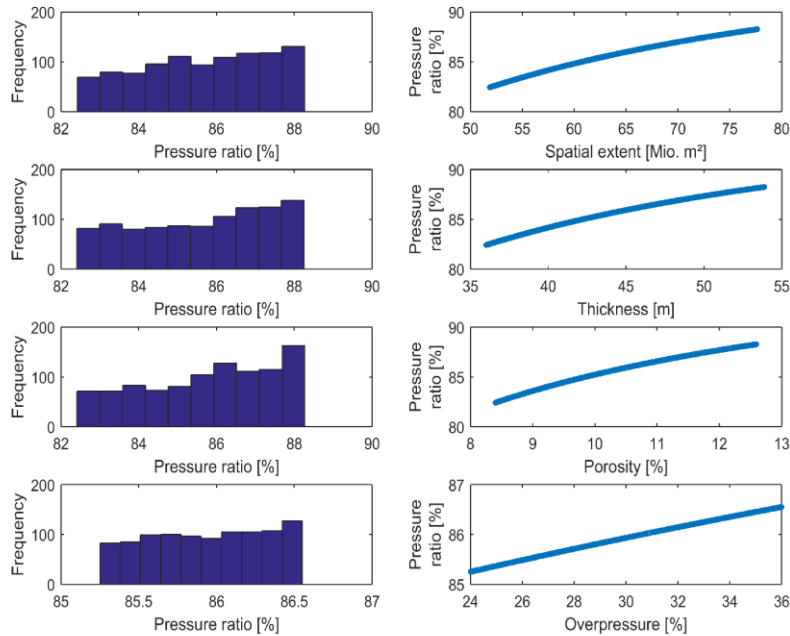 200
100
0
Frequency
82 84 86 88 90
Pressure ratio [%]
90
85
80
Pressure
ratio [%]
50 55 60 65 70 75 80
Spatial extent [Mio. m²]
200
100
0
Frequency
82 84 86 88 90
Pressure ratio [%]
90
85
80
Pressure
ratio [%]
35 40 45 50 55
Thickness [m]
200
100
0
Frequency
82 84 86 88 90
Pressure ratio [%]
90
85
80
Pressure
ratio [%]
8 9 10 11 12 13
Porosity [%]
200
100
0
Frequency
85 85.5 86 86.5 87
Pressure ratio [%]
87
86
85
Pressure
ratio [%]
24 26 28 30 32 34 36
Overpressure [%]